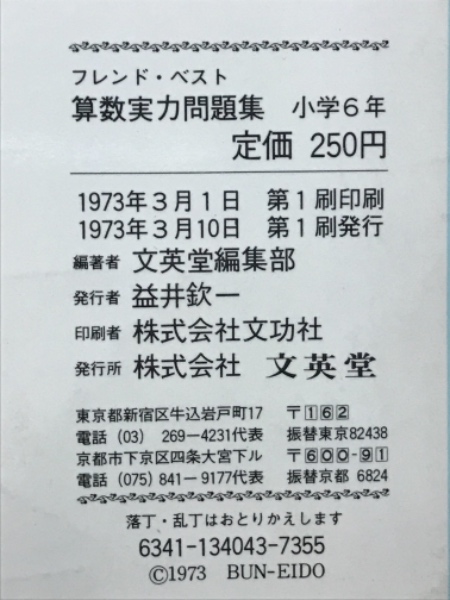 フレンド・ベスト
算数実力問題集 小学6年
定価 250円
1973年3月1日 第1刷印刷
1973年3月10日 第1刷発行
編著者 文英堂編集部
発行者 益井欽一
印刷者 株式会社文功社
発行所 株式会社 文英堂
東京都新宿区牛込岩戸町17 〒162
電話(03) 269-4231代表 振替東京82438
京都市下京区四条大宮下ル 〒600-91
電話(075)841-9177代表 振替京都 6824
落丁・乱丁はおとりかえします
6341-134043-7355
©1973 BUN-EIDO